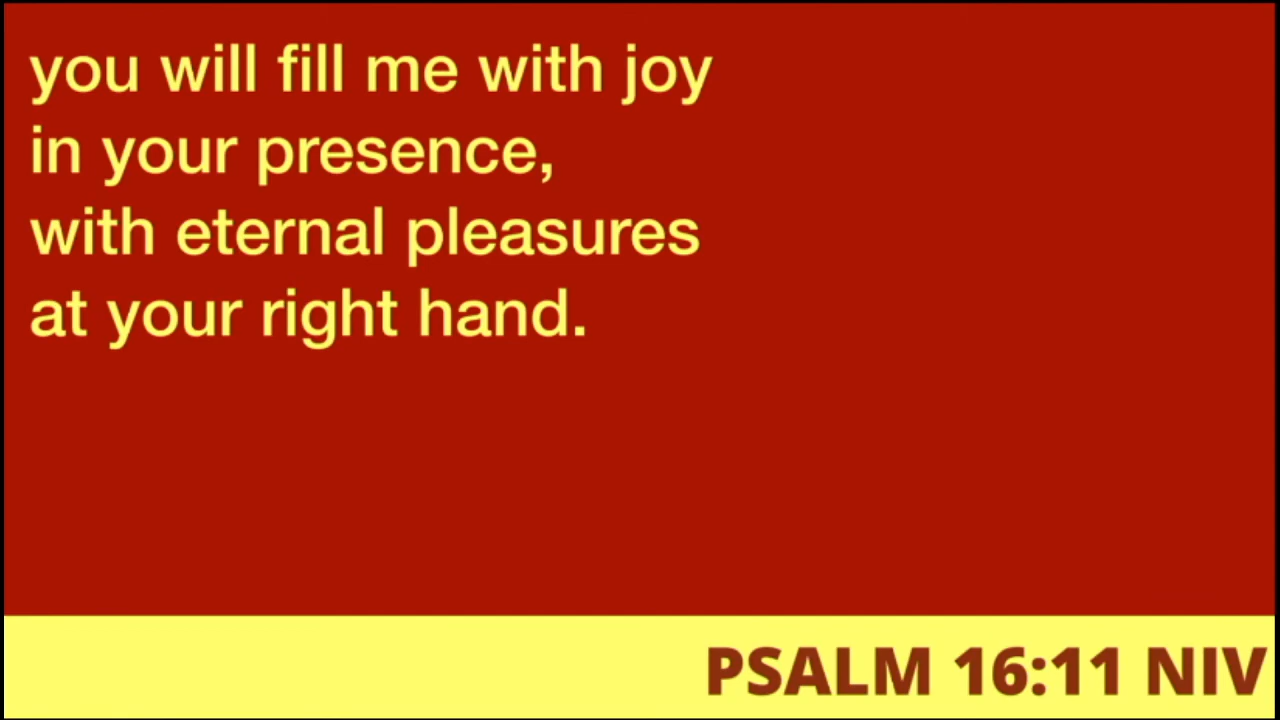 you will fill me with joy
in your presence,
with eternal pleasures
at your right hand.
PSALM 16:11 NIV